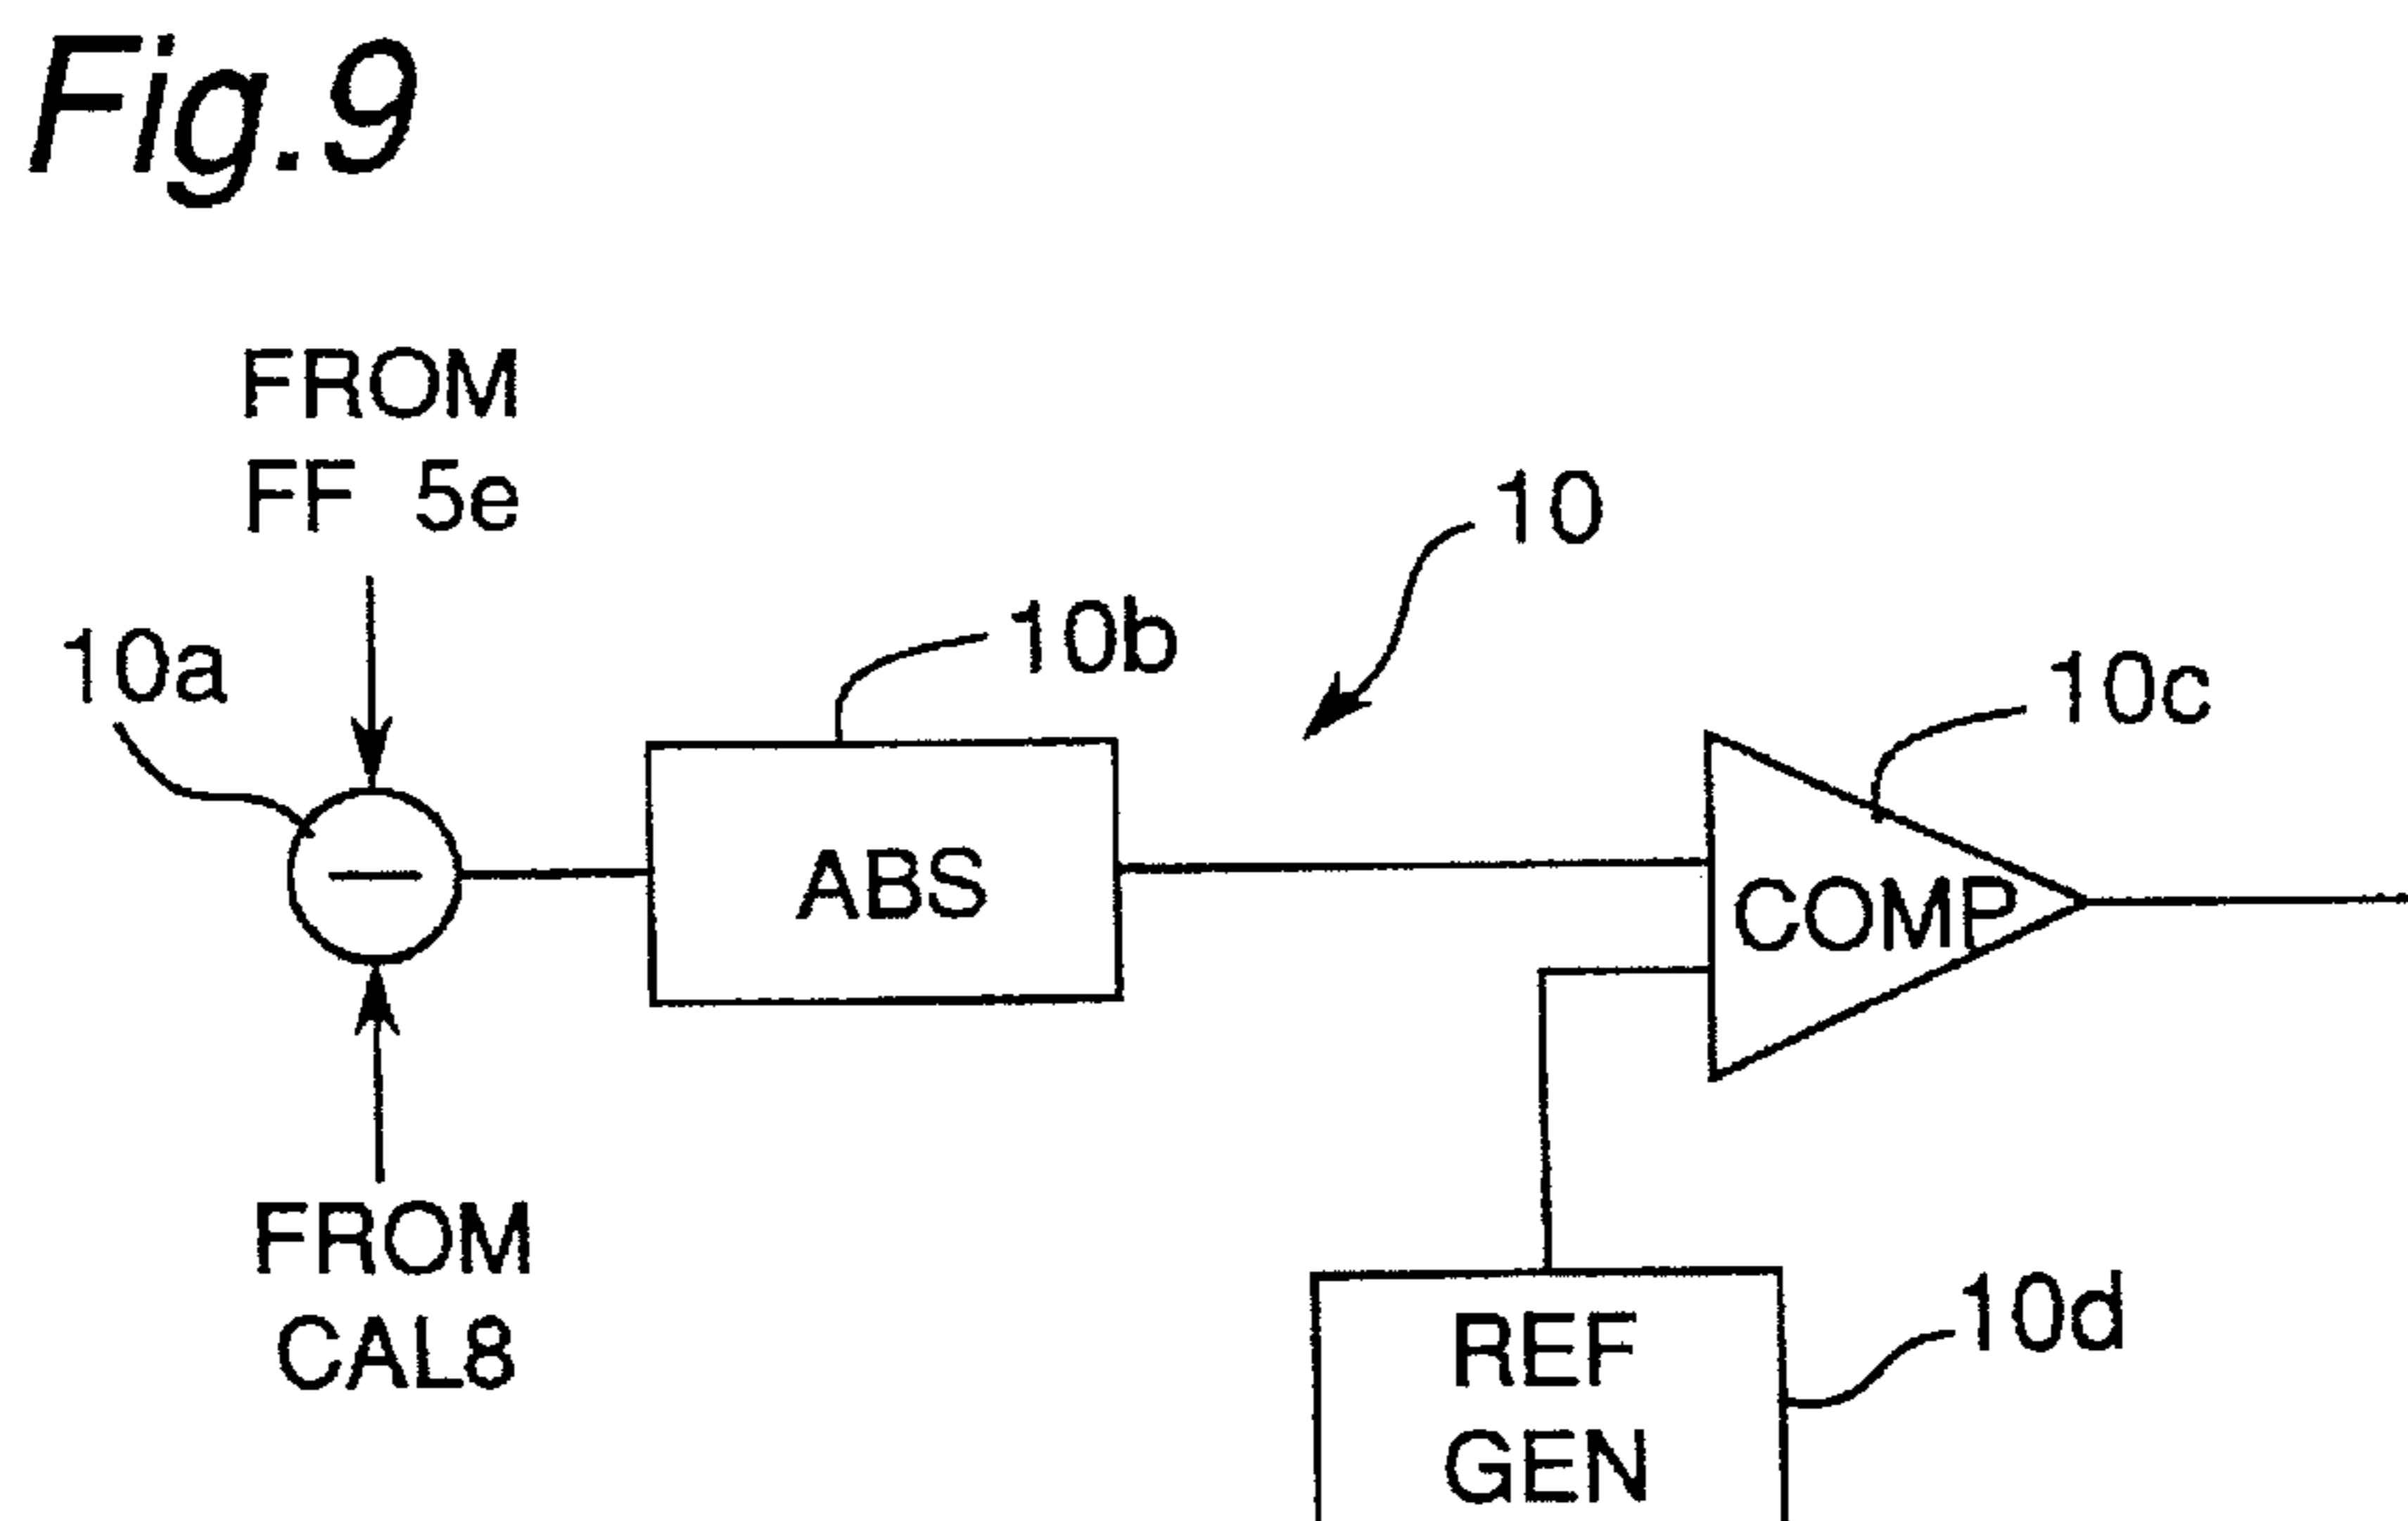 Fig.9
FROM
FF 5e
10
10b
10a
10c
ABS
COMP
FROM
CAL8
REF
GEN
10d